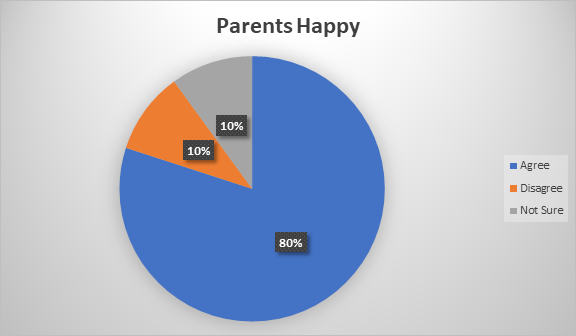 Parents Happy
10%
10%
80%
Agree
Disagree
Not Sure